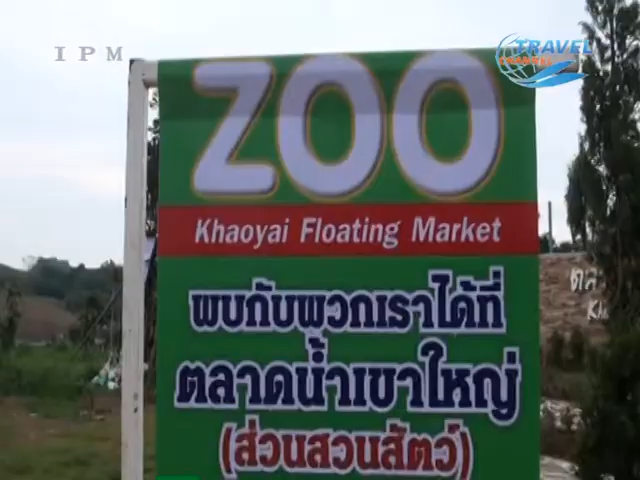 IPM
TRAVEL
ZOO
Khaoyai Floating Market
พบกับพวกเราได้ที่
ตลาดน้ำเขาใหญ่
(ส่วนสวนสัตว์)